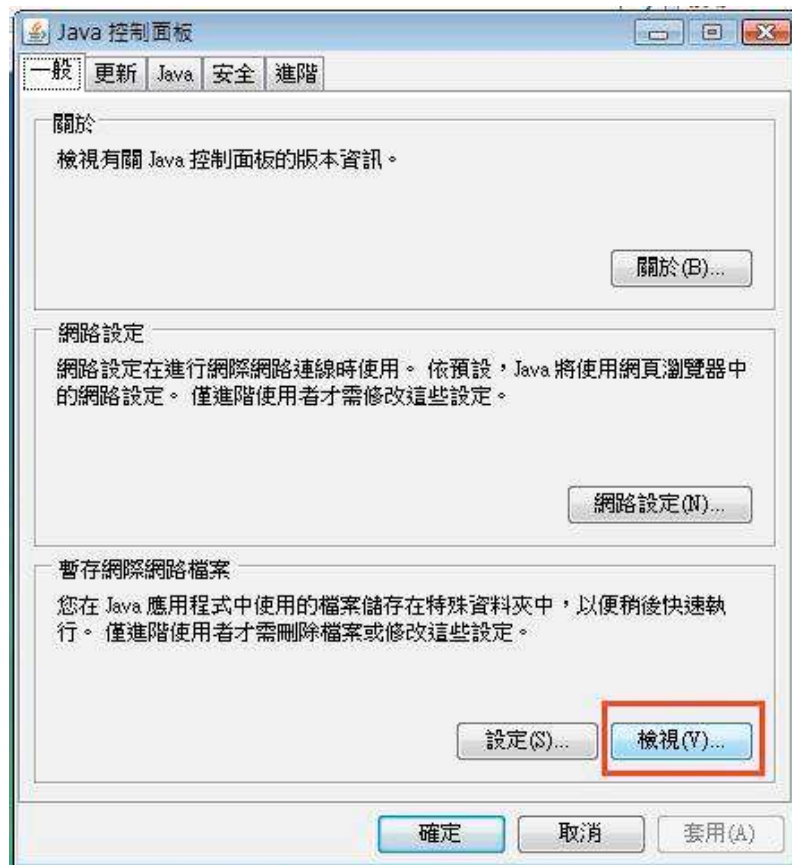 Java 控制面板
一般 更新 Java 安全 進階
關於
檢視有關 Java 控制面板的版本資訊。
關於(B)...
網路設定
網路設定在進行網際網路連線時使用。 依預設，Java 將使用網頁瀏覽器中
的網路設定。 僅進階使用者才需修改這些設定。
網路設定(N)...
暫存網際網路檔案
您在 Java 應用程式中使用的檔案儲存在特殊資料夾中，以便稍後快速執
行。 僅進階使用者才需刪除檔案或修改這些設定。
設定(S)... 檢視(V)...
確定 取消 套用(A)